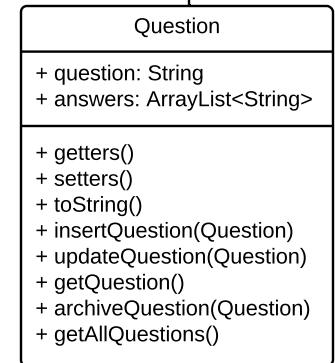 Question
+ question: String
+ answers: ArrayList<String>
+ getters()
+ setters()
+ toString()
+ insertQuestion(Question)
+ updateQuestion(Question)
+ getQuestion()
+ archiveQuestion(Question)
+ getAllQuestions()